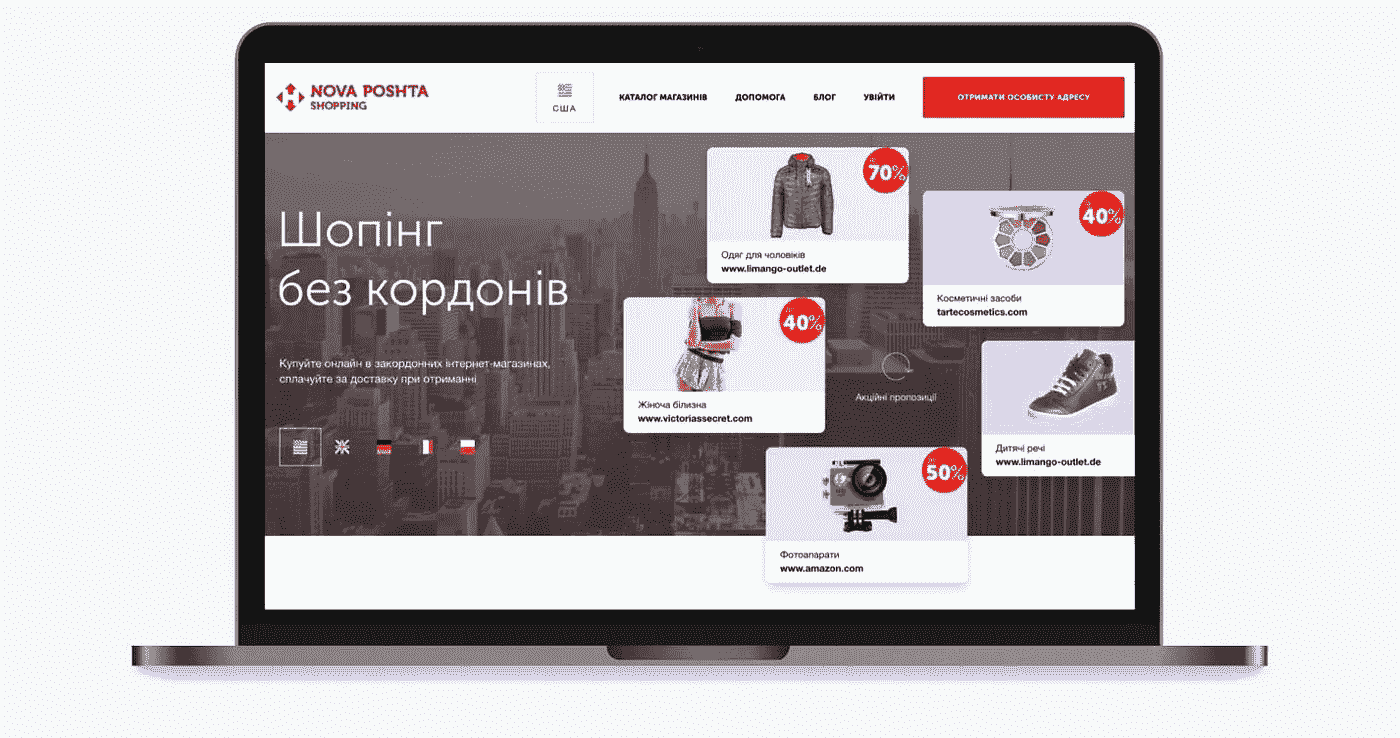 NOVA POSHTA
SHOPPING
США
КАТАЛОГ МАГАЗИНІВ
ДОПОМОГА
БЛОГ
УВІЙТИ
ОТРИМАТИ ОСОБИСТУ АДРЕСУ
Шопінг
без кордонів
Купуйте онлайн в закордонних інтернет-магазинах,
сплачуйте за доставку при отриманні
70%
Одяг для чоловіків
www.limango-outlet.de
40%
Косметичні засоби
tartecosmetics.com
40%
Жіноча білизна
www.victoriassecret.com
Акційні пропозиції
Дитячі речі
www.limango-outlet.de
50%
Фотоапарати
www.amazon.com